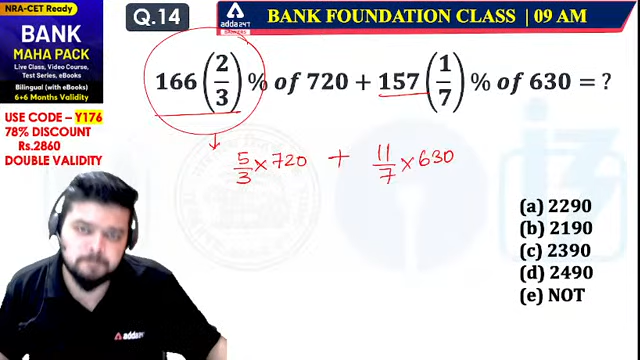 NRA-CET Ready
BANK
MAHA PACK
Live Class, Video Course,
Test Series, eBooks
Bilingual (with eBooks)
6+6 Months Validity
USE CODE – Y176
78% DISCOUNT
Rs.2860
DOUBLE VALIDITY
Q.14
adda247
BANK FOUNDATION CLASS | 09 AM
166(2/3)% of 720 + 157(1/7)% of 630 = ?
5/3 × 720 + 11/7 × 630
(a) 2290
(b) 2190
(c) 2390
(d) 2490
(e) NOT
adda247